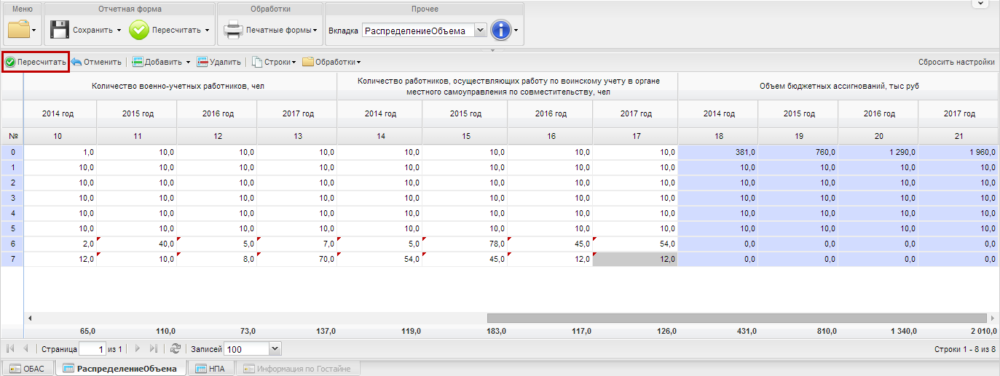 Меню Отчетная форма Обработки Прочее
Сохранить Пересчитать Печатные формы Вкладка РаспределениеОбъема
Пересчитать Отменить Добавить Удалить Строки Обработки Сбросить настройки
Количество военно-учетных работников, чел
Количество работников, осуществляющих работу по воинскому учету в органе
местного самоуправления по совместительству, чел
Объем бюджетных ассигнований, тыс руб
2014 год 2015 год 2016 год 2017 год 2014 год 2015 год 2016 год 2017 год 2014 год 2015 год 2016 год 2017 год
№ 10 11 12 13 14 15 16 17 18 19 20 21
0 1,0 10,0 10,0 10,0 10,0 10,0 10,0 10,0 381,0 760,0 1 290,0 1 960,0
1 10,0 10,0 10,0 10,0 10,0 10,0 10,0 10,0 10,0 10,0 10,0 10,0
2 10,0 10,0 10,0 10,0 10,0 10,0 10,0 10,0 10,0 10,0 10,0 10,0
3 10,0 10,0 10,0 10,0 10,0 10,0 10,0 10,0 10,0 10,0 10,0 10,0
4 10,0 10,0 10,0 10,0 10,0 10,0 10,0 10,0 10,0 10,0 10,0 10,0
5 10,0 10,0 10,0 10,0 10,0 10,0 10,0 10,0 10,0 10,0 10,0 10,0
6 2,0 40,0 5,0 7,0 5,0 78,0 45,0 54,0 0,0 0,0 0,0 0,0
7 12,0 10,0 8,0 70,0 54,0 45,0 12,0 12,0 0,0 0,0 0,0 0,0
65,0 110,0 73,0 137,0 119,0 183,0 117,0 126,0 431,0 810,0 1 340,0 2 010,0
Страница 1 из 1 Записей 100 Строки 1 - 8 из 8
ОБАС РаспределениеОбъема НПА Информация по Гостайне